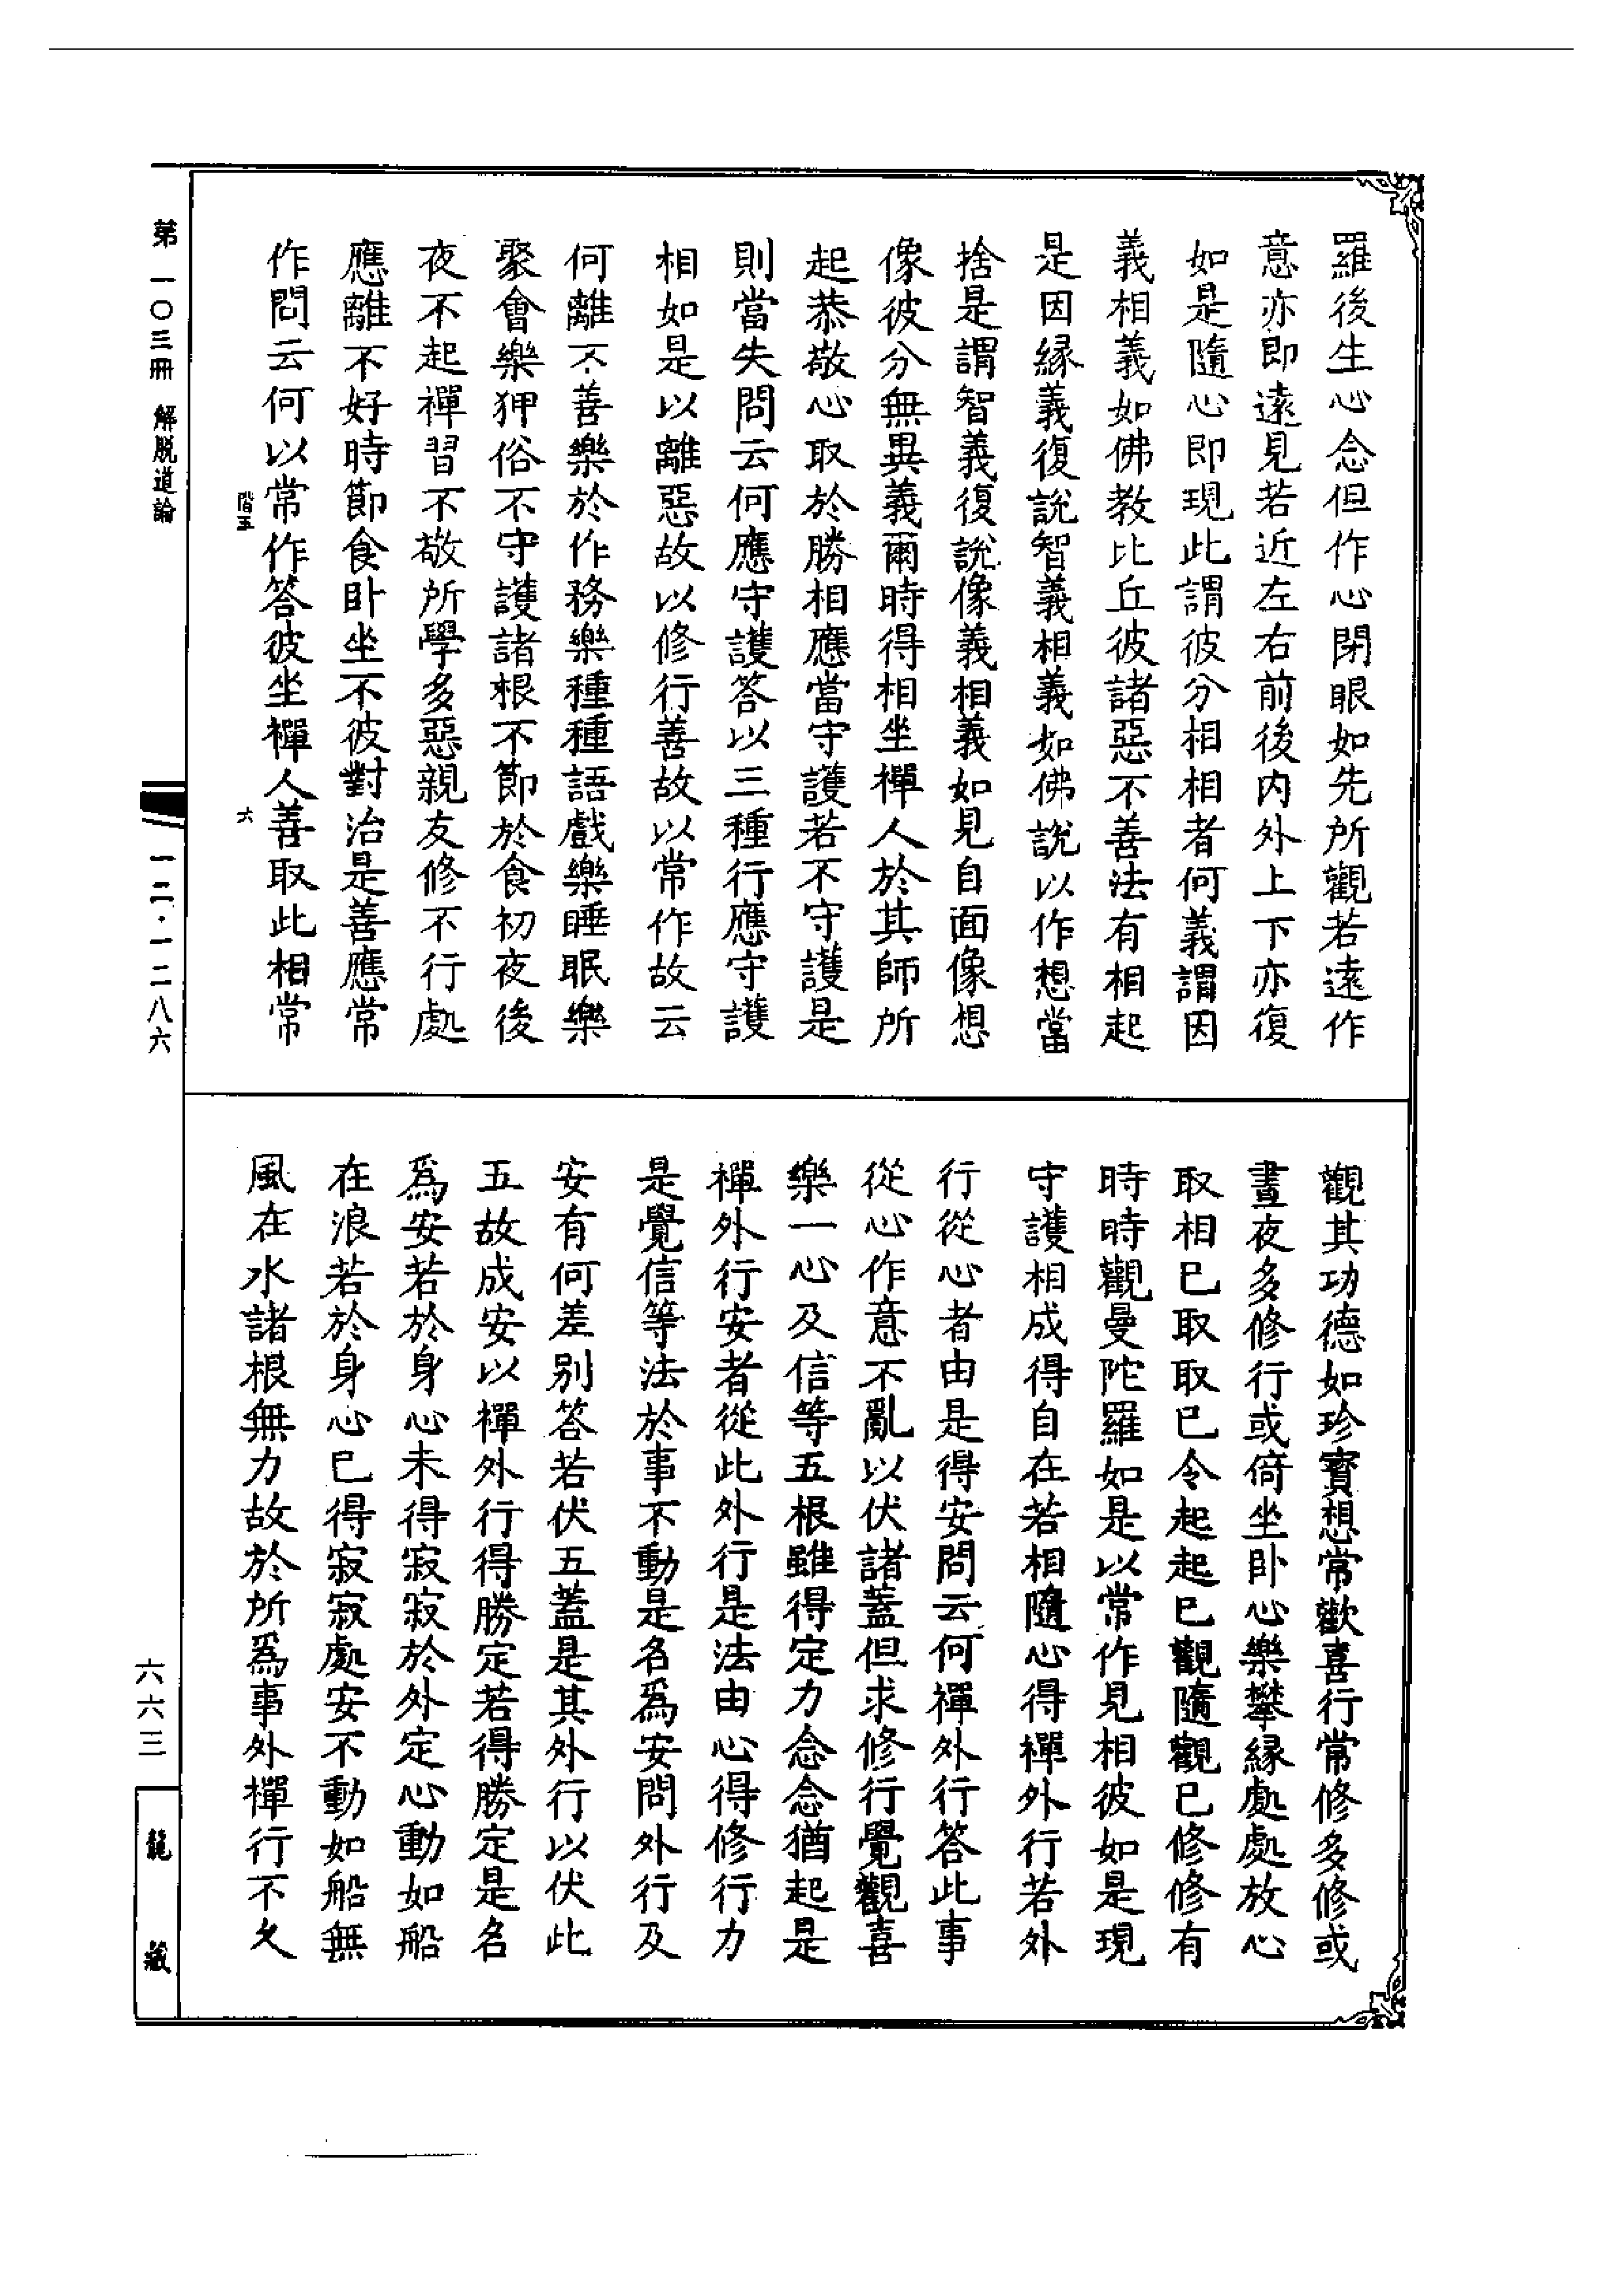 羅後生心念但作心閉眼如先所觀若遠作
意亦即遠見若近左右前後内外上下亦復
如是隨心即現此謂彼分相相者何義謂因
義相義如佛教比丘彼諸惡不善法有相起
是因縁義復説智義相義如佛説以作想當
捨是謂智義復説像義相義如見自面像想
像彼分無異義爾時得相坐禪人於其師所
起恭敬心取於勝相應當守護若不守護是
則當失問云何應守護答以三種行應守護
相如是以離惡故以修行善故以常作故云
何離不善樂於作務樂種種語戲樂睡眠樂
聚會樂狎俗不守護諸根不節於食初夜後
夜不起禪習不敬所學多惡親友修不行處
應離不好時節食卧坐不彼對治是善應常
作問云何以常作答彼坐禪人善取此相常
觀其功德如珍寳想常歡喜行常修多修或
晝夜多修行或倚坐卧心樂攀縁處處放心
取相已取取已令起起已觀隨觀已修修有
時時觀曼陀羅如是以常作見相彼如是現
守護相成得自在若相隨心得禪外行若外
行從心者由是得安問云何禪外行答此事
從心作意不亂以伏諸蓋但求修行覺觀喜
樂一心及信等五根雖得定力念念猶起是
禪外行安者從此外行是法由心得修行力
是覺信等法於事不動是名爲安問外行及
安有何差别答若伏五蓋是其外行以伏此
五故成安以禪外行得勝定若得勝定是名
爲安若於身心未得寂寂於外定心動如船
在浪若於身心已得寂寂處安不動如船無
風在水諸根無力故於所爲事外禪行不久
階五
六
第一〇三冊 解脱道論
一二·一二八六
六六三
龍藏